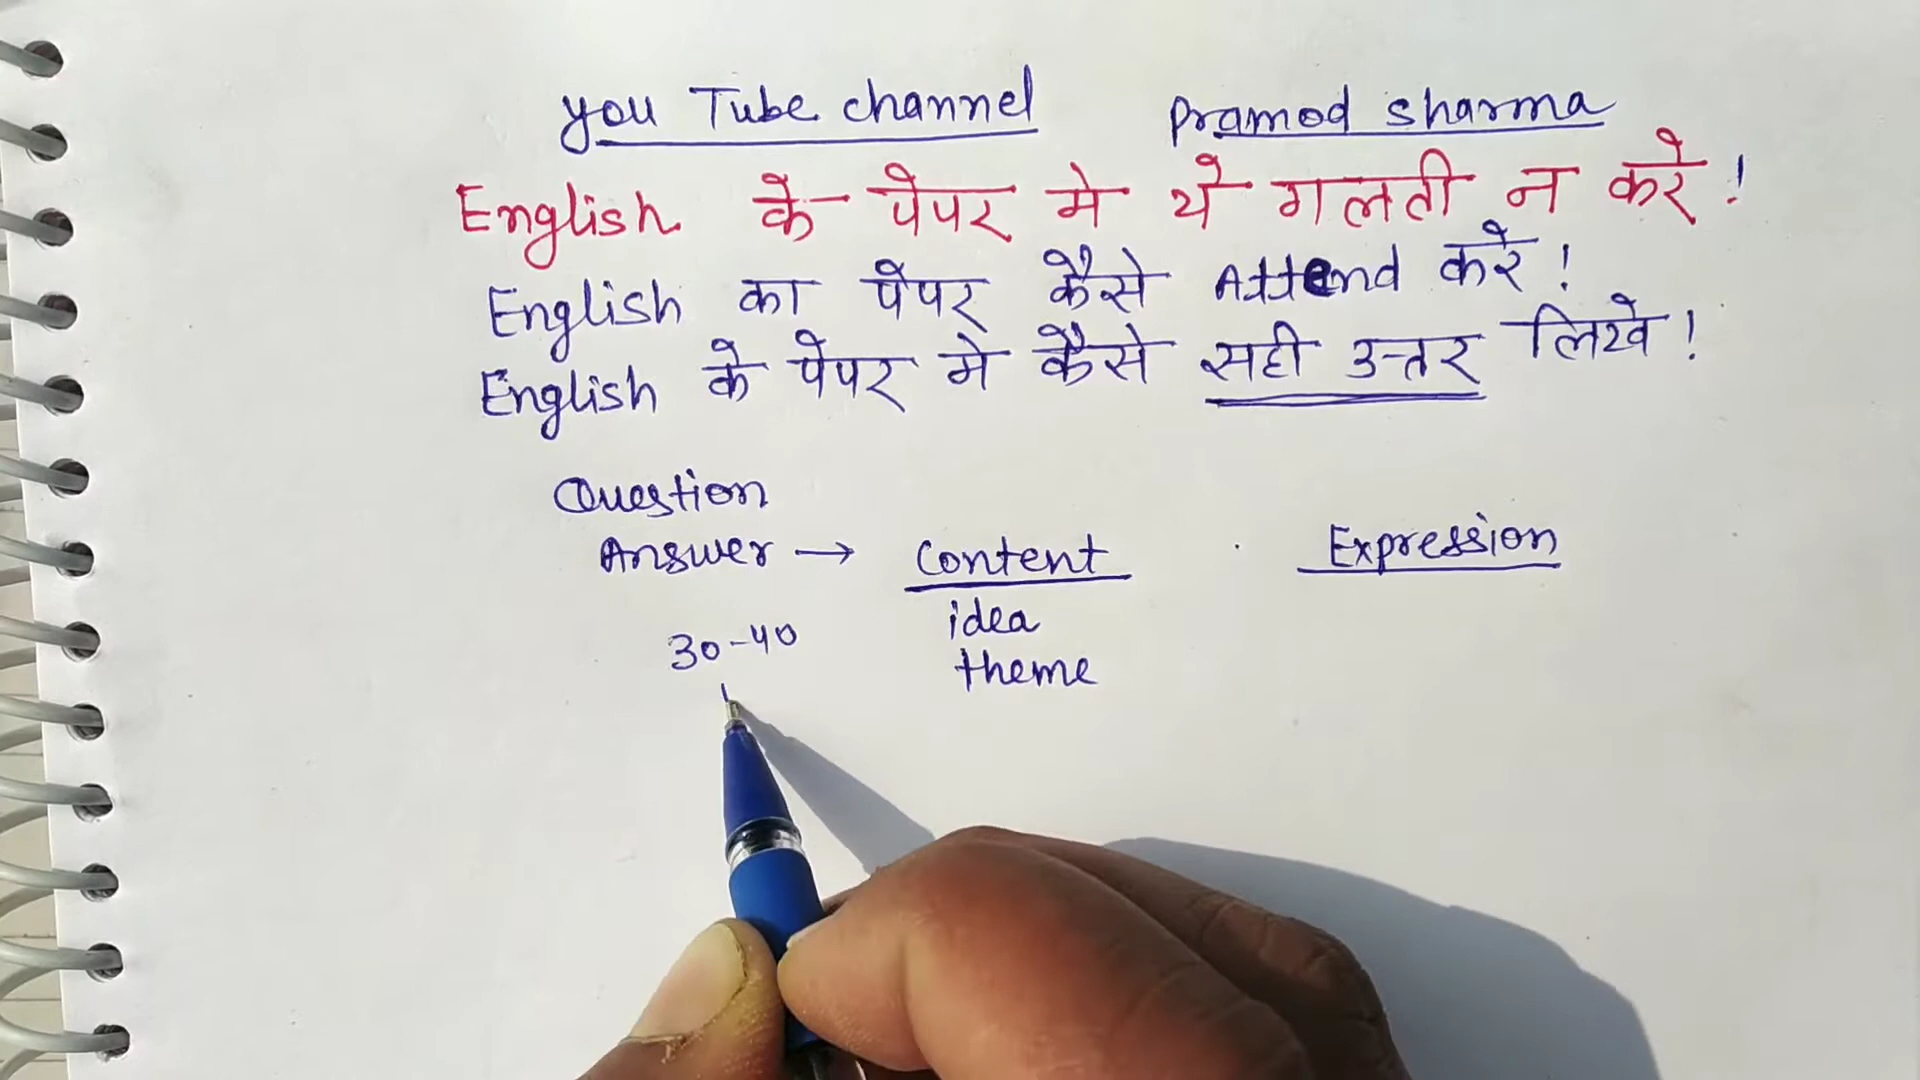 you Tube channel Pramod sharma
English के पेपर मे ये गलती न करे !
English का पेपर कैसे Attend करे !
English के पेपर मे कैसे सही उत्तर लिखे !
Question
Answer → Content Expression
30-40 idea
theme